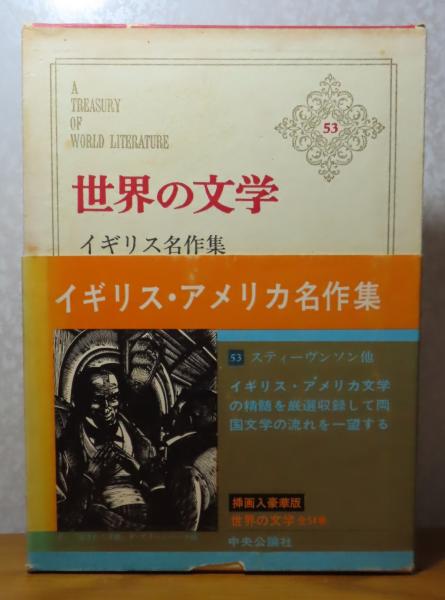 A
TREASURY
OF
WORLD LITERATURE
53
世界の文学
イギリス名作集
イギリス・アメリカ名作集
53 スティーヴンソン他
イギリス・アメリカ文学
の精髄を厳選収録して両
国文学の流れを一望する
挿画入豪華版
世界の文学 全54巻
中央公論社